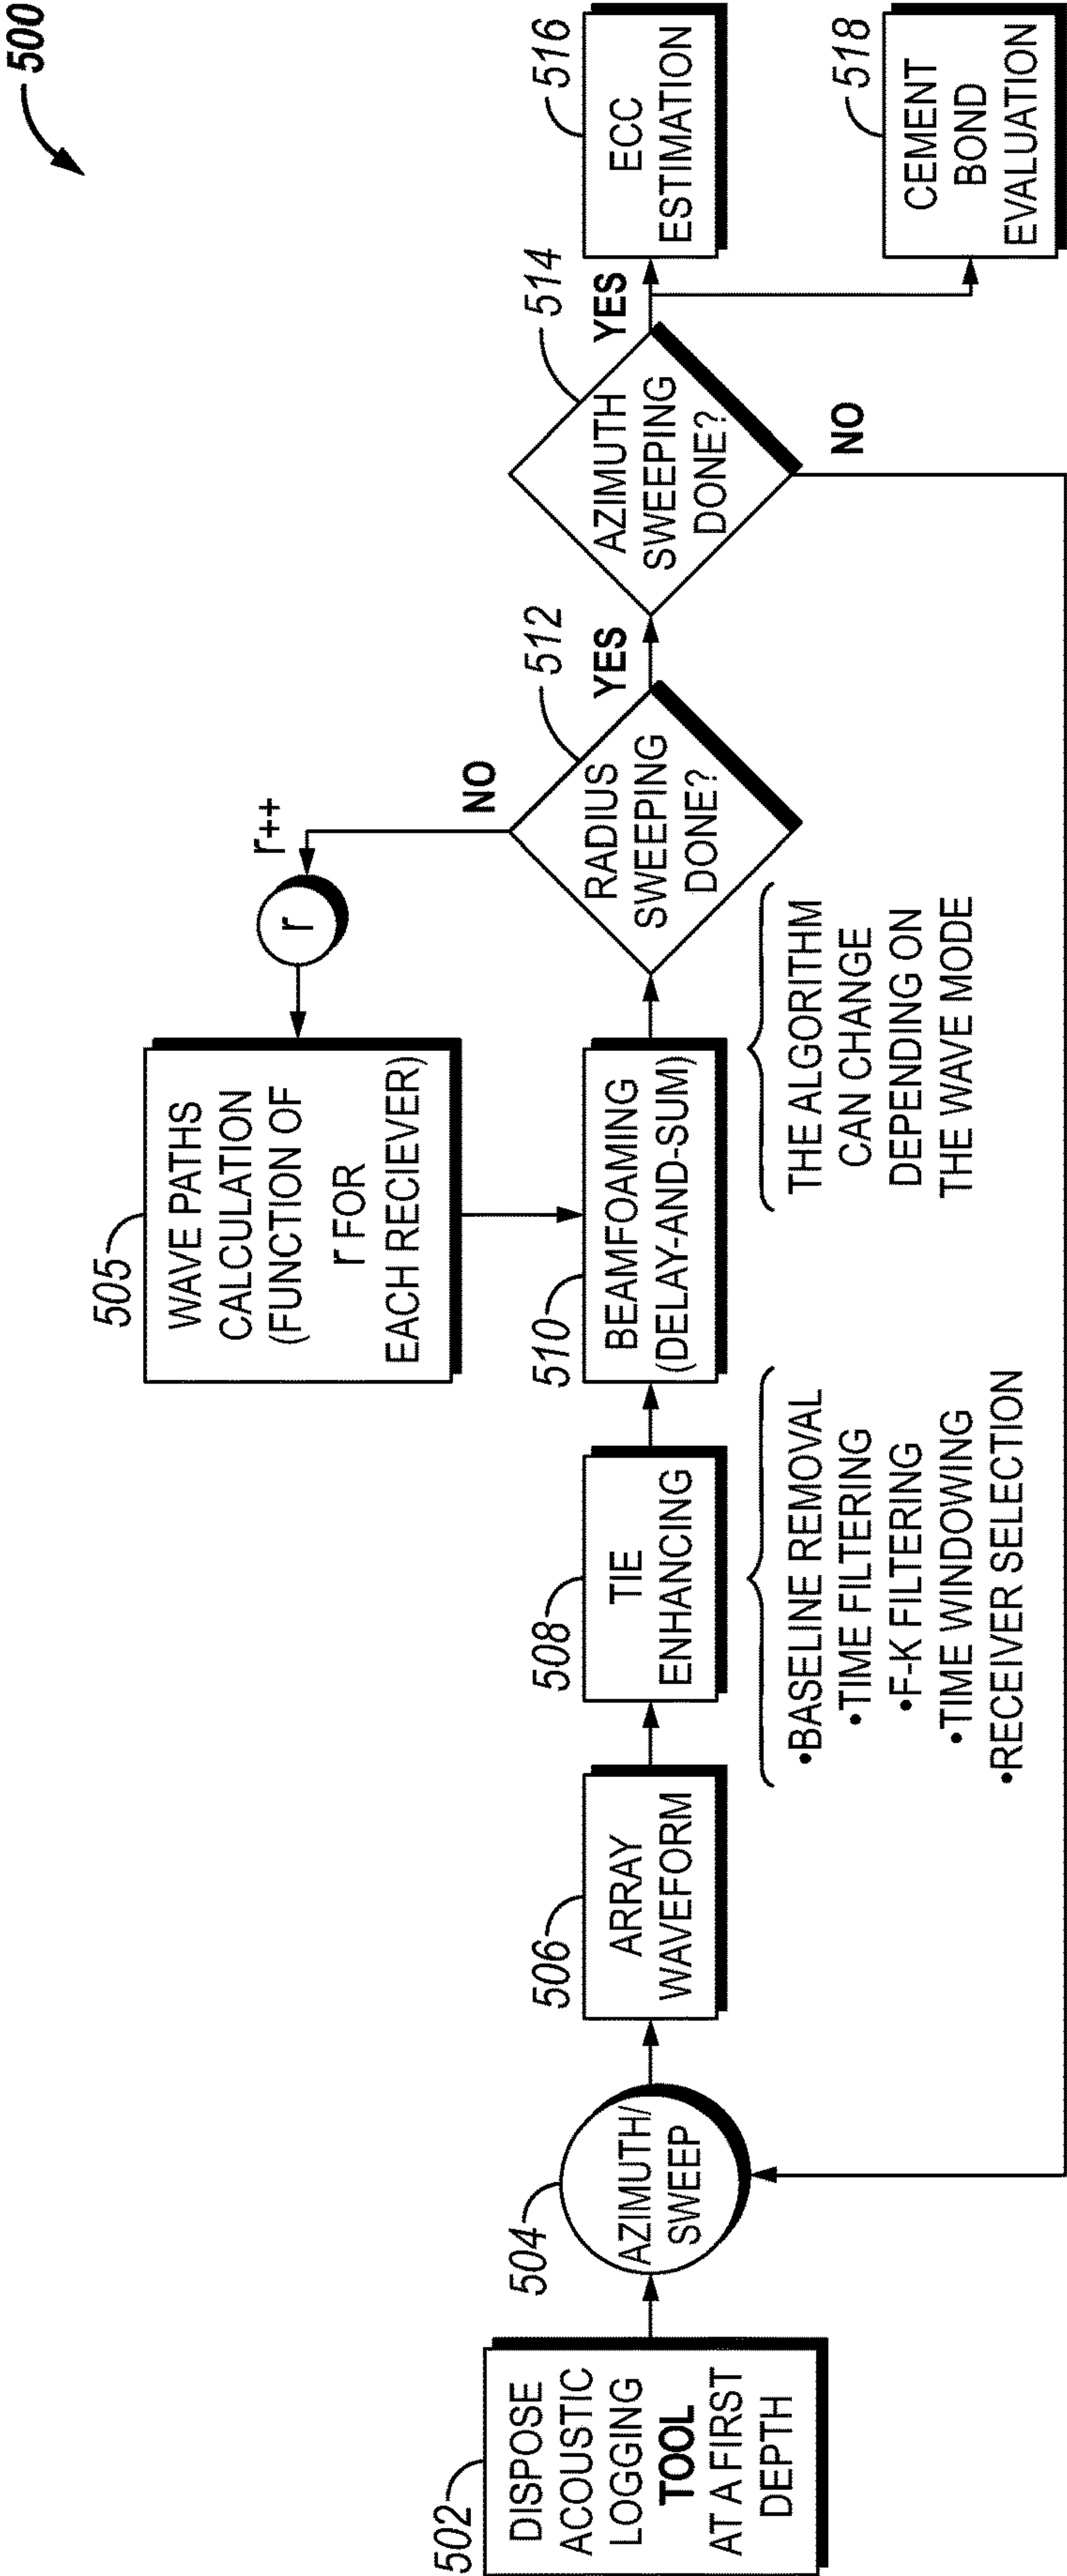 500
502
DISPOSE
ACOUSTIC
LOGGING
TOOL
AT A FIRST
DEPTH
504
AZIMUTH/
SWEEP
506
ARRAY
WAVEFORM
508
TIE
ENHANCING
•BASELINE REMOVAL
•TIME FILTERING
•F-K FILTERING
•TIME WINDOWING
•RECEIVER SELECTION
505
WAVE PATHS
CALCULATION
(FUNCTION OF
r FOR
EACH RECIEVER)
510
BEAMFOAMING
(DELAY-AND-SUM)
THE ALGORITHM
CAN CHANGE
DEPENDING ON
THE WAVE MODE
r
r++
NO
512
RADIUS
SWEEPING
DONE?
YES
514
AZIMUTH
SWEEPING
DONE?
YES
NO
516
ECC
ESTIMATION
518
CEMENT
BOND
EVALUATION